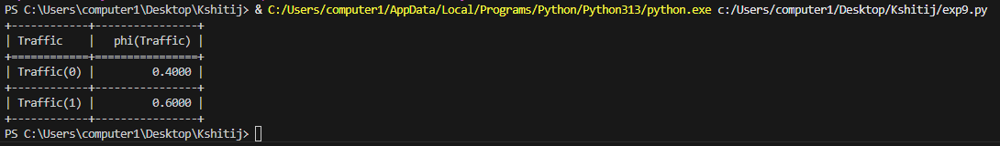 PS C:\Users\computer1\Desktop\Kshitij> & C:/Users/computer1/AppData/Local/Programs/Python/Python313/python.exe c:/Users/computer1/Desktop/Kshitij/exp9.py
+------------+----------------+
| Traffic    |   phi(Traffic) |
+============+================+
| Traffic(0) |         0.4000 |
+------------+----------------+
| Traffic(1) |         0.6000 |
+------------+----------------+
PS C:\Users\computer1\Desktop\Kshitij>